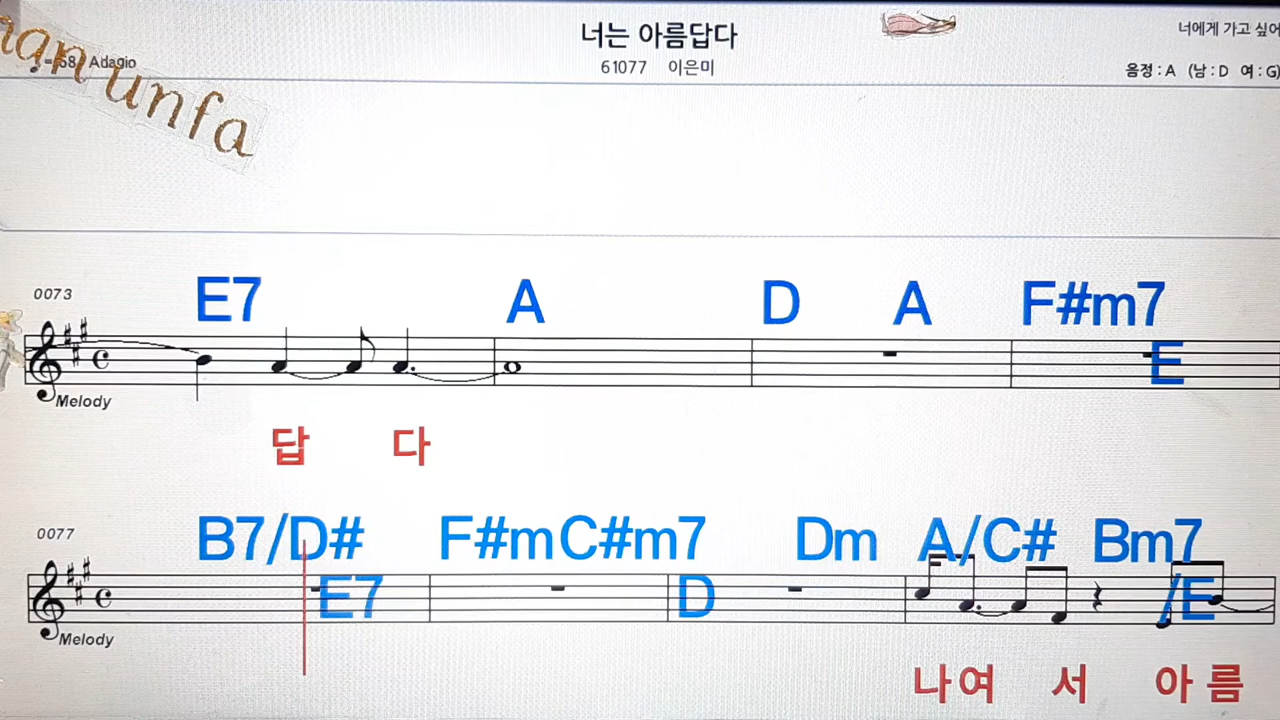 너는 아름답다
너에게 가고 싶어
♩=68 Adagio
unfa
61077 이은미
음정 : A (남 : D 여 : G)
0073
E7 A D A F#m7
E
Melody
답 다
0077
B7/D# F#m C#m7 Dm A/C# Bm7
E7 D /E
Melody
나 여 서 아 름